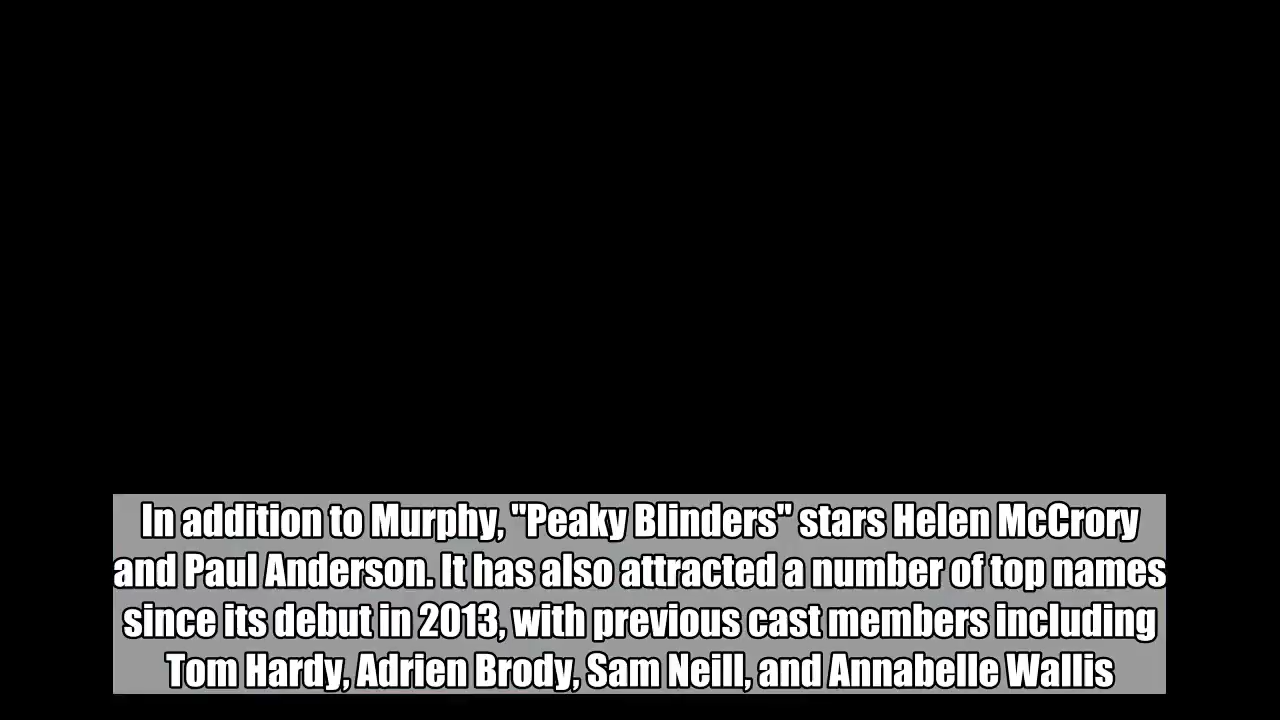 In addition to Murphy, "Peaky Blinders" stars Helen McCrory
and Paul Anderson. It has also attracted a number of top names
since its debut in 2013, with previous cast members including
Tom Hardy, Adrien Brody, Sam Neill, and Annabelle Wallis